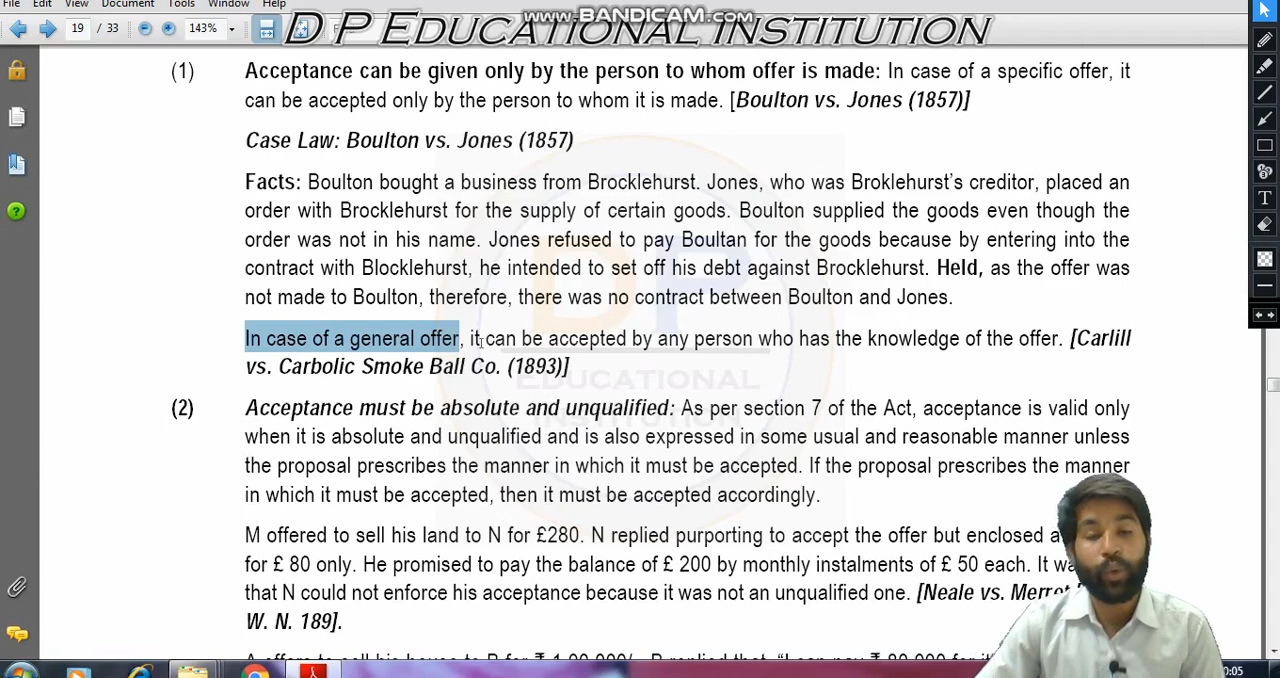 File Edit View Document Tools Window Help
www.BANDICAM.com
D P EDUCATIONAL INSTITUTION
19 / 33 143%
(1) Acceptance can be given only by the person to whom offer is made: In case of a specific offer, it
can be accepted only by the person to whom it is made. [Boulton vs. Jones (1857)]
Case Law: Boulton vs. Jones (1857)
Facts: Boulton bought a business from Brocklehurst. Jones, who was Broklehurst's creditor, placed an
order with Brocklehurst for the supply of certain goods. Boulton supplied the goods even though the
order was not in his name. Jones refused to pay Boultan for the goods because by entering into the
contract with Blocklehurst, he intended to set off his debt against Brocklehurst. Held, as the offer was
not made to Boulton, therefore, there was no contract between Boulton and Jones.
In case of a general offer, it can be accepted by any person who has the knowledge of the offer. [Carlill
vs. Carbolic Smoke Ball Co. (1893)]
(2) Acceptance must be absolute and unqualified: As per section 7 of the Act, acceptance is valid only
when it is absolute and unqualified and is also expressed in some usual and reasonable manner unless
the proposal prescribes the manner in which it must be accepted. If the proposal prescribes the manner
in which it must be accepted, then it must be accepted accordingly.
M offered to sell his land to N for £280. N replied purporting to accept the offer but enclosed a
for £ 80 only. He promised to pay the balance of £ 200 by monthly instalments of £ 50 each. It
that N could not enforce his acceptance because it was not an unqualified one. [Neale vs. Merret
W. N. 189].
DP
EDUCATIONAL
INSTITUTION